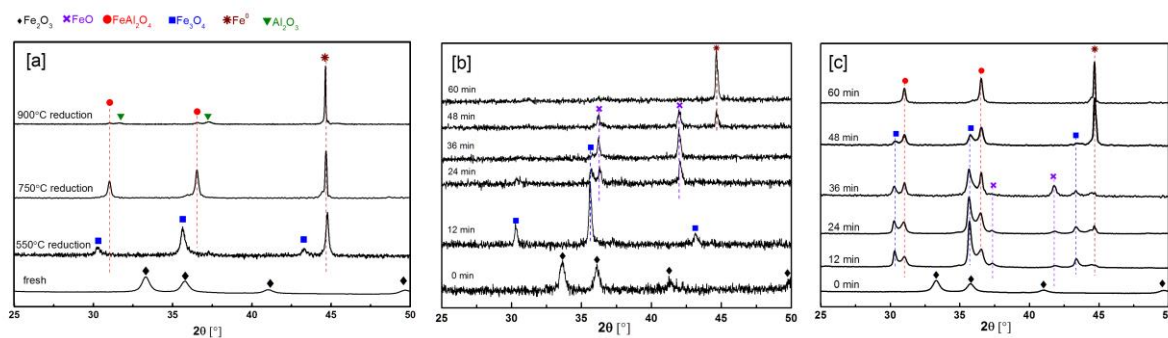 Fe₂O₃ FeO FeAl₂O₄ Fe₃O₄ Fe⁰ Al₂O₃
[a]
900°C reduction
750°C reduction
550°C reduction
fresh
25 30 35 40 45 50
2θ [°]
[b]
60 min
48 min
36 min
24 min
12 min
0 min
25 30 35 40 45 50
2θ [°]
[c]
60 min
48 min
36 min
24 min
12 min
0 min
25 30 35 40 45 50
2θ [°]